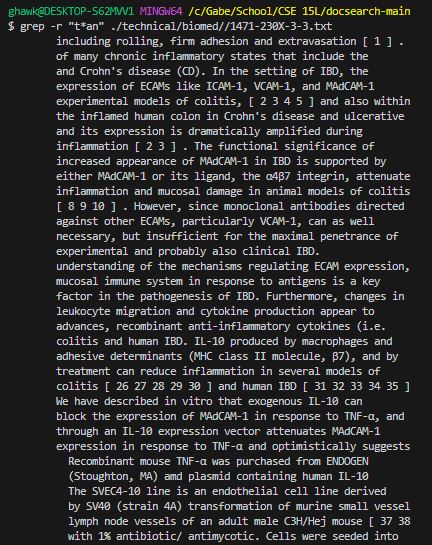 ghawk@DESKTOP-S62MVV1 MINGW64 /c/Gabe/School/CSE 15L/docsearch-main
$ grep -r "t*an" ./technical/biomed//1471-230X-3-3.txt
including rolling, firm adhesion and extravasation [ 1 ] .
of many chronic inflammatory states that include the
and Crohn's disease (CD). In the setting of IBD, the
expression of ECAMs like ICAM-1, VCAM-1, and MAdCAM-1
experimental models of colitis, [ 2 3 4 5 ] and also within
the inflamed human colon in Crohn's disease and ulcerative
and its expression is dramatically amplified during
inflammation [ 2 3 ] . The functional significance of
increased appearance of MAdCAM-1 in IBD is supported by
either MAdCAM-1 or its ligand, the α4β7 integrin, attenuate
inflammation and mucosal damage in animal models of colitis
[ 8 9 10 ] . However, since monoclonal antibodies directed
against other ECAMs, particularly VCAM-1, can as well
necessary, but insufficient for the maximal penetrance of
experimental and probably also clinical IBD.
understanding of the mechanisms regulating ECAM expression,
mucosal immune system in response to antigens is a key
factor in the pathogenesis of IBD. Furthermore, changes in
leukocyte migration and cytokine production appear to
advances, recombinant anti-inflammatory cytokines (i.e.
colitis and human IBD. IL-10 produced by macrophages and
adhesive determinants (MHC class II molecule, β7), and by
treatment can reduce inflammation in several models of
colitis [ 26 27 28 29 30 ] and human IBD [ 31 32 33 34 35 ]
We have described in vitro that exogenous IL-10 can
block the expression of MAdCAM-1 in response to TNF-α, and
through an IL-10 expression vector attenuates MAdCAM-1
expression in response to TNF-α and optimistically suggests
Recombinant mouse TNF-α was purchased from ENDOGEN
(Stoughton, MA) amd plasmid containing human IL-10
The SVEC4-10 line is an endothelial cell line derived
by SV40 (strain 4A) transformation of murine small vessel
lymph node vessels of an adult male C3H/Hej mouse [ 37 38
with 1% antibiotic/ antimycotic. Cells were seeded into